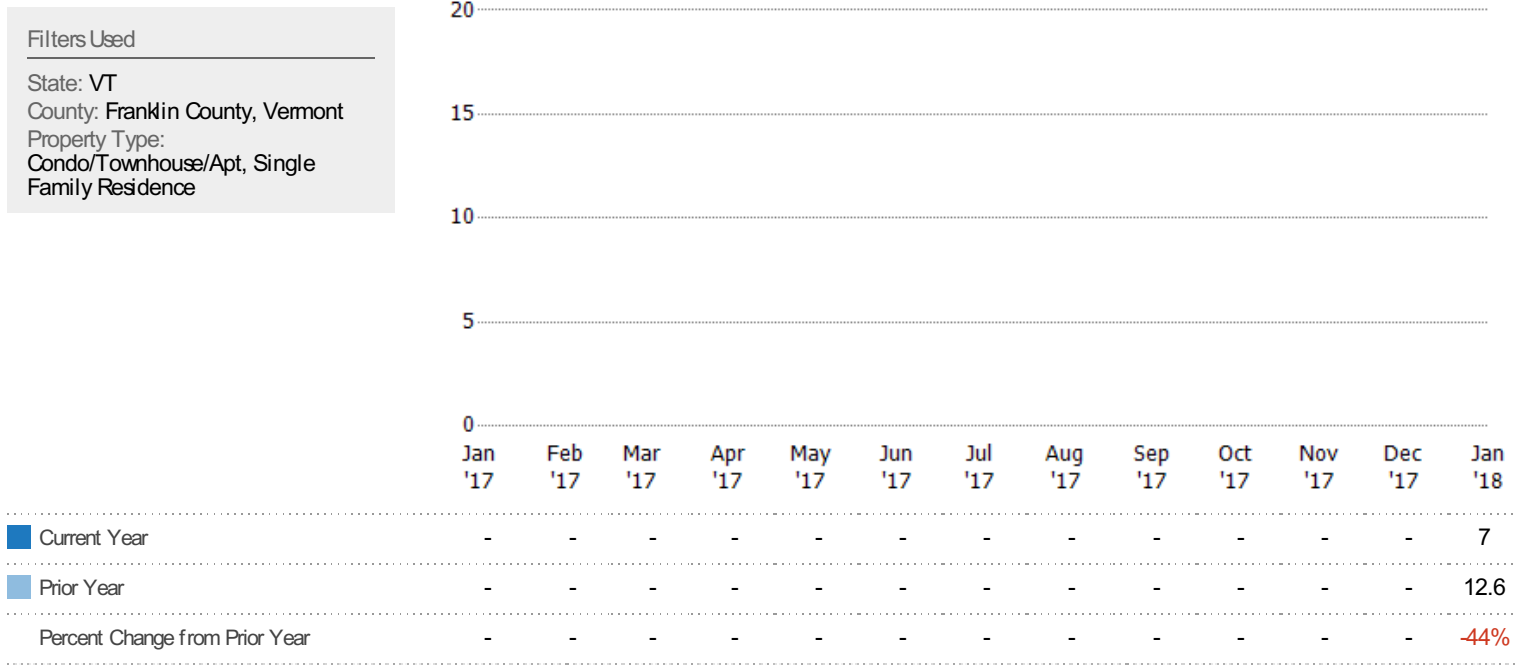 Filters Used
State: VT
County: Franklin County, Vermont
Property Type:
Condo/Townhouse/Apt, Single
Family Residence
20
15
10
5
0
Jan Feb Mar Apr May Jun Jul Aug Sep Oct Nov Dec Jan
'17 '17 '17 '17 '17 '17 '17 '17 '17 '17 '17 '17 '18
Current Year - - - - - - - - - - - - 7
Prior Year - - - - - - - - - - - - 12.6
Percent Change from Prior Year - - - - - - - - - - - - -44%